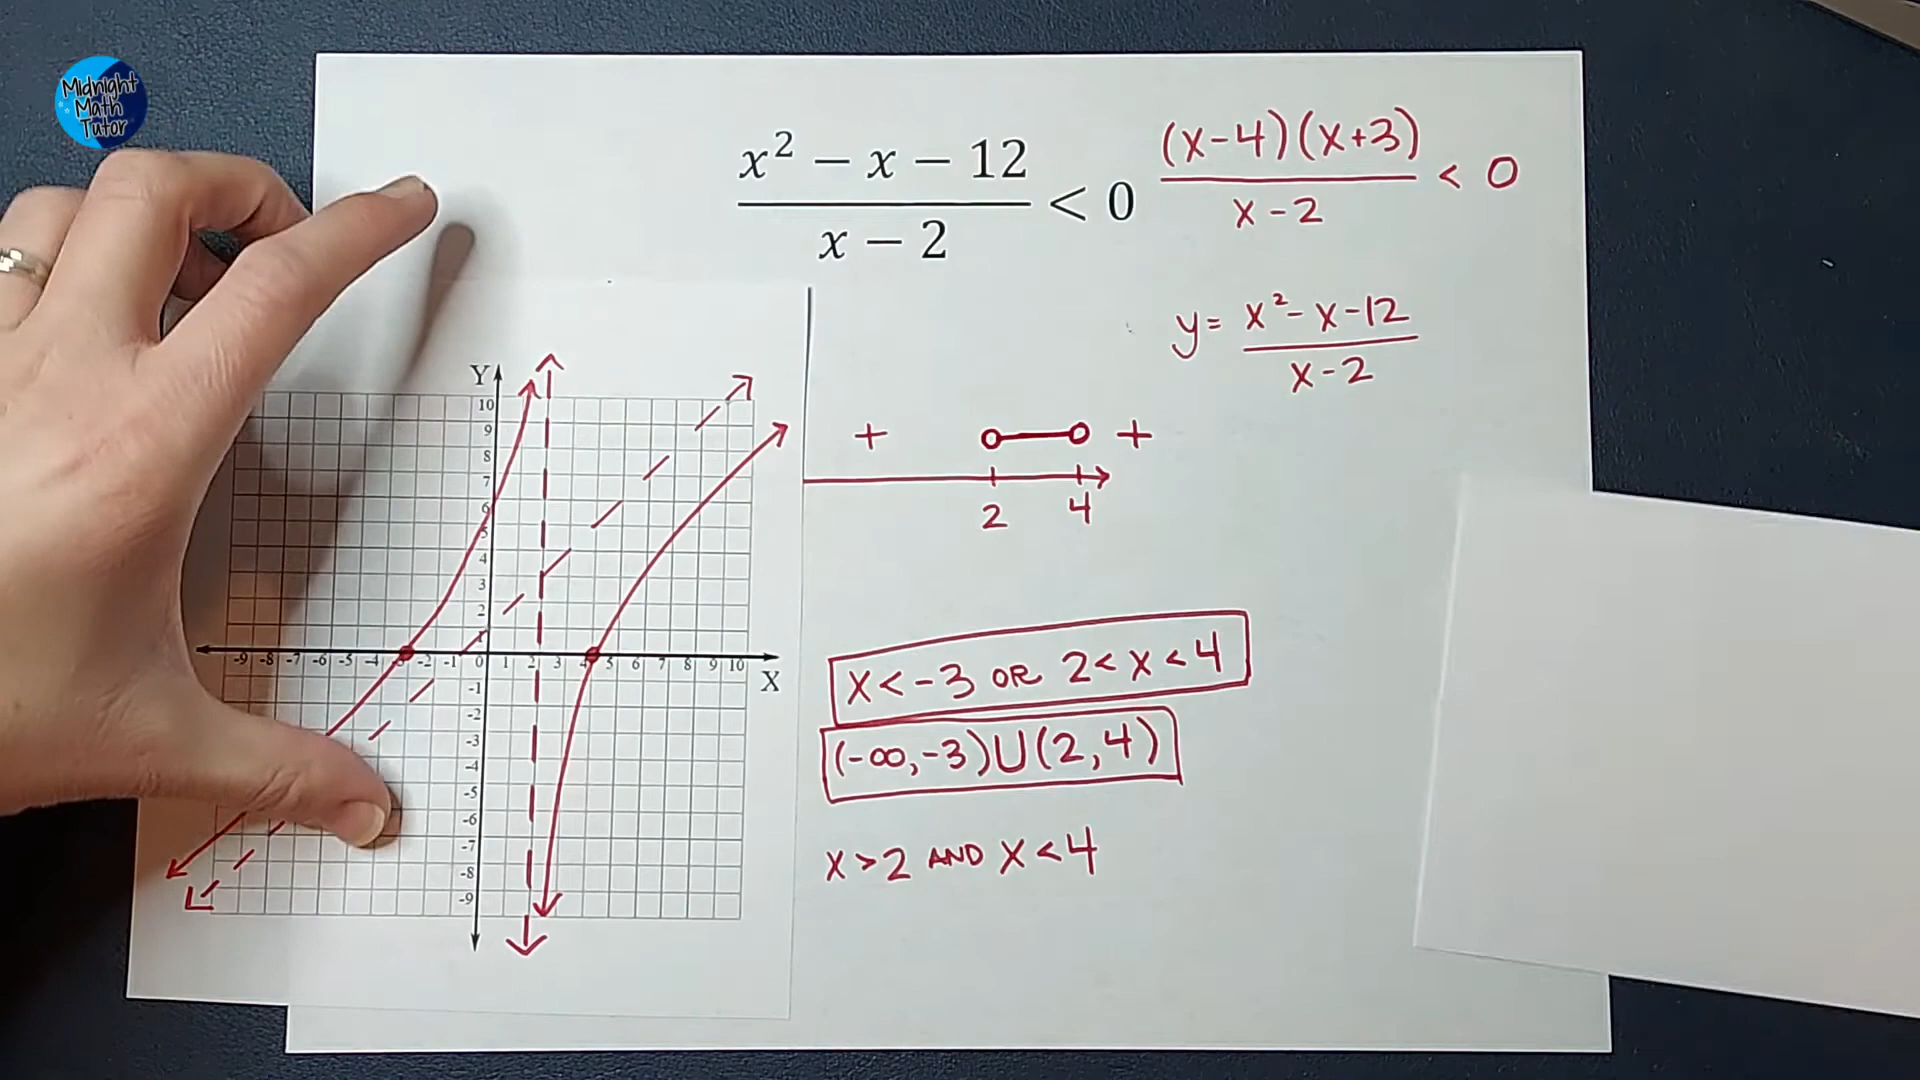 Midnight
Math
Tutor
x² − x − 12
x − 2
< 0
(x-4)(x+3)
x-2
< 0
y = x²-x-12
x-2
+ +
2 4
x < -3 OR 2 < x < 4
(-∞,-3)∪(2,4)
x > 2 AND x < 4
Y
10
9
8
7
6
5
4
3
2
1
-9 -8 -7 -6 -5 -4 -3 -2 -1 0 1 2 3 4 5 6 7 8 9 10
X
-1
-2
-3
-4
-5
-6
-7
-8
-9